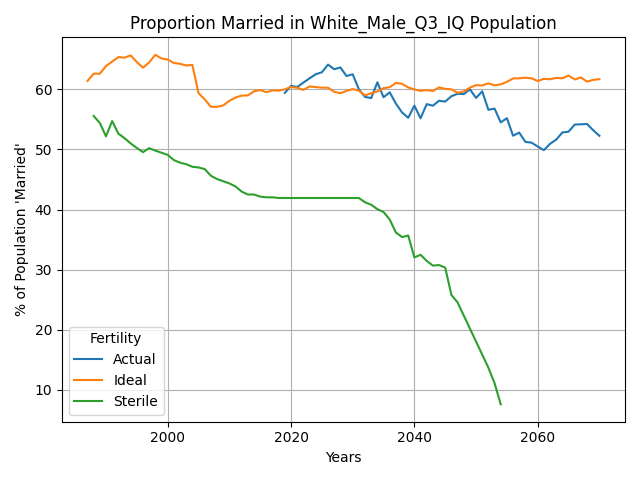 Proportion Married in White_Male_Q3_IQ Population
% of Population 'Married'
60
50
40
30
20
10
Fertility
Actual
Ideal
Sterile
2000 2020 2040 2060
Years